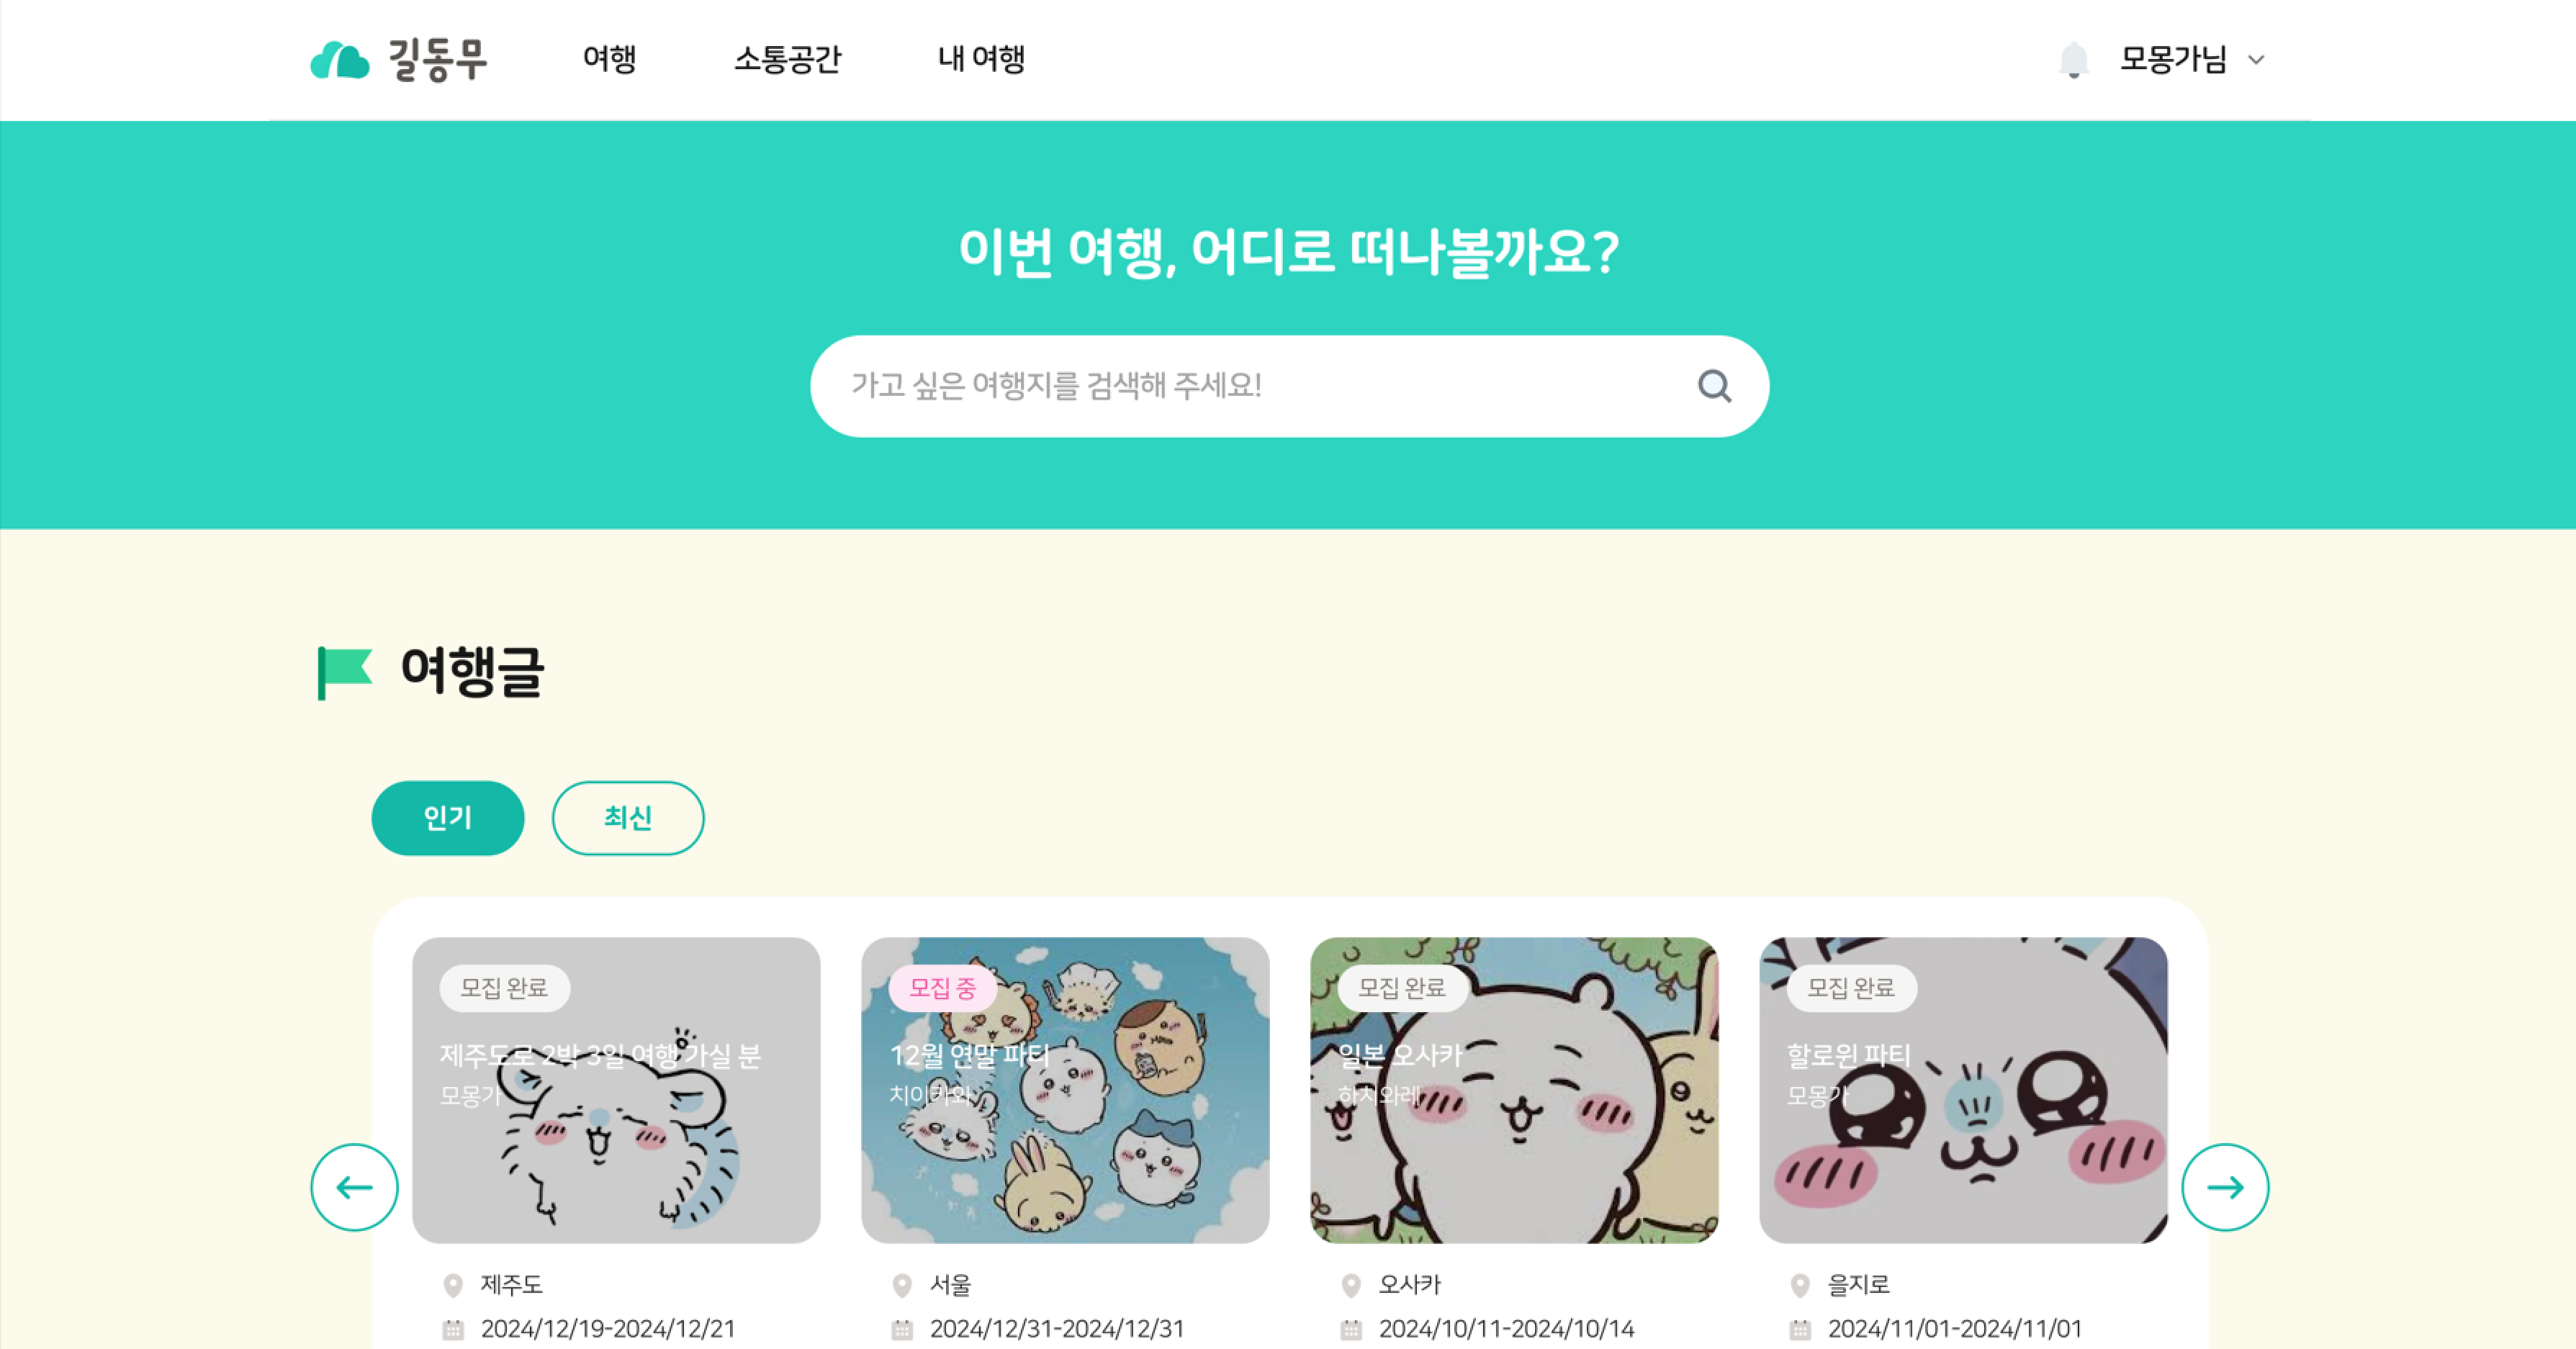 길동무 여행 소통공간 내 여행 모몽가님
이번 여행, 어디로 떠나볼까요?
가고 싶은 여행지를 검색해 주세요!
여행글
인기 최신
모집 완료
제주도로 2박 3일 여행 가실 분
모몽가
제주도
2024/12/19-2024/12/21
모집 중
12월 연말 파티
치이카와
서울
2024/12/31-2024/12/31
모집 완료
일본 오사카
하치와레
오사카
2024/10/11-2024/10/14
모집 완료
할로윈 파티
모몽가
을지로
2024/11/01-2024/11/01